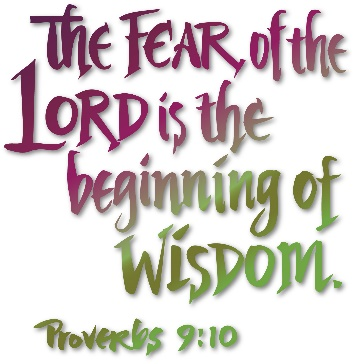 The FEAR of the
LORD is the
beginning of
WISDOM.
Proverbs 9:10